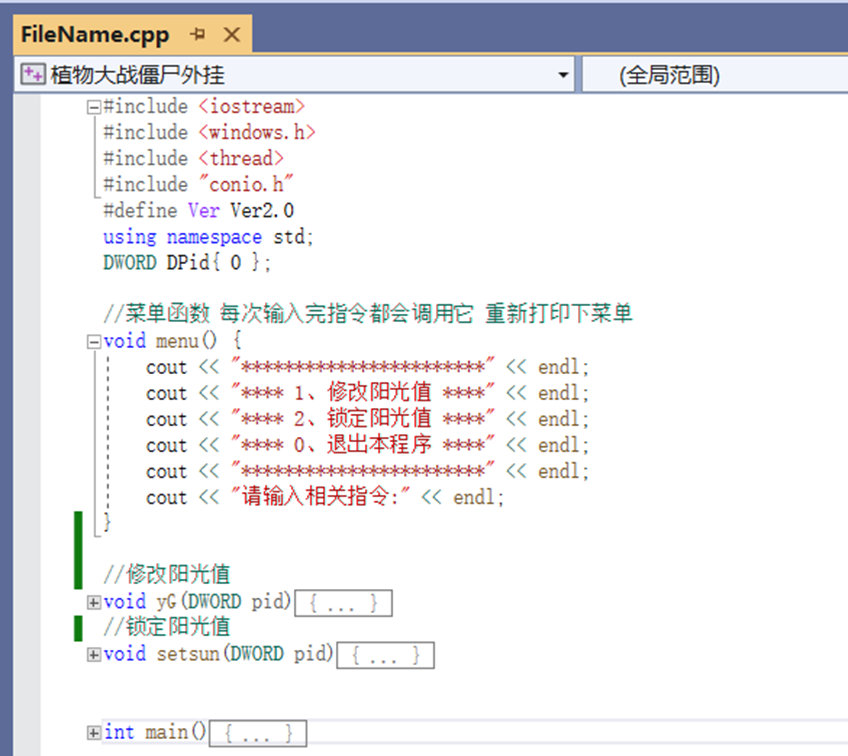 FileName.cpp
植物大战僵尸外挂 (全局范围)
#include <iostream>
#include <windows.h>
#include <thread>
#include "conio.h"
#define Ver Ver2.0
using namespace std;
DWORD DPid{ 0 };
//菜单函数 每次输入完指令都会调用它 重新打印下菜单
void menu() {
cout << "***********************" << endl;
cout << "**** 1、修改阳光值 ****" << endl;
cout << "**** 2、锁定阳光值 ****" << endl;
cout << "**** 0、退出本程序 ****" << endl;
cout << "***********************" << endl;
cout << "请输入相关指令:" << endl;
}
//修改阳光值
void yG(DWORD pid){ ... }
//锁定阳光值
void setsun(DWORD pid){ ... }
int main(){ ... }